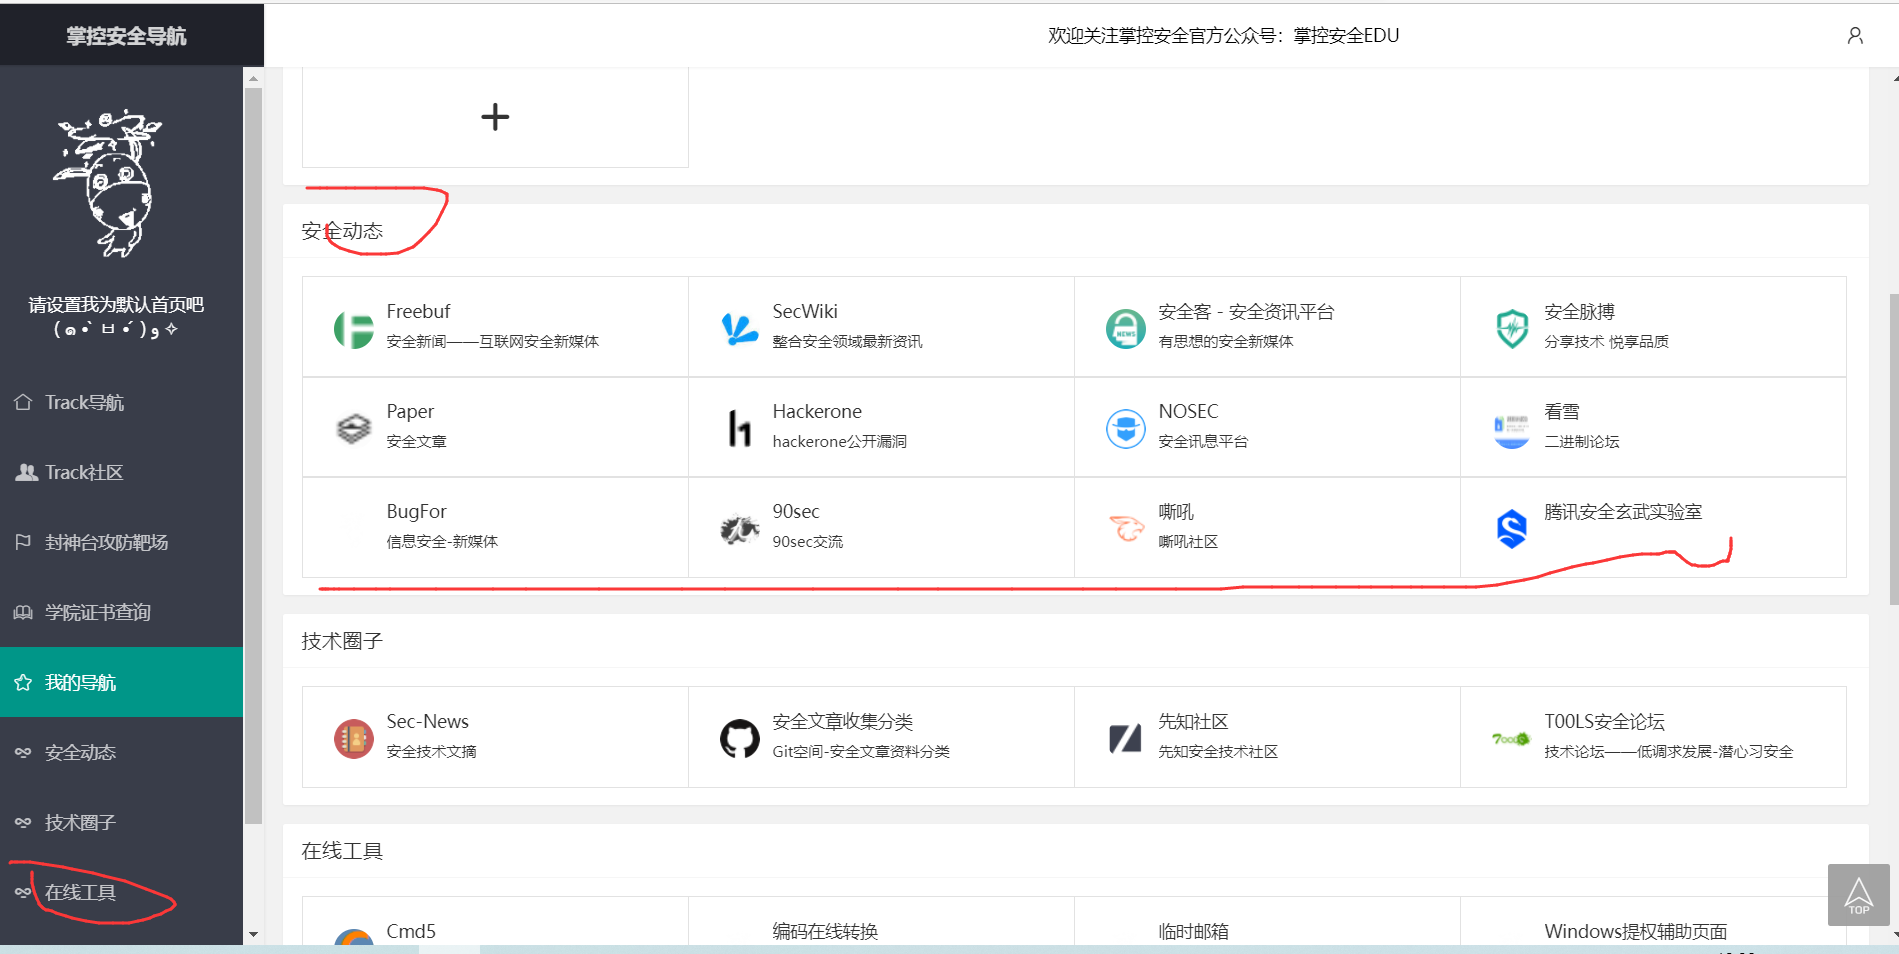 掌控安全导航
欢迎关注掌控安全官方公众号：掌控安全EDU
请设置我为默认首页吧
(๑•̀ㅂ•́)و✧
Track导航
Track社区
封神台攻防靶场
学院证书查询
我的导航
安全动态
技术圈子
在线工具
安全动态
Freebuf
安全新闻——互联网安全新媒体
SecWiki
整合安全领域最新资讯
安全客 - 安全资讯平台
有思想的安全新媒体
安全脉搏
分享技术 悦享品质
Paper
安全文章
Hackerone
hackerone公开漏洞
NOSEC
安全讯息平台
看雪
二进制论坛
BugFor
信息安全-新媒体
90sec
90sec交流
嘶吼
嘶吼社区
腾讯安全玄武实验室
技术圈子
Sec-News
安全技术文摘
安全文章收集分类
Git空间-安全文章资料分类
先知社区
先知安全技术社区
T00LS安全论坛
技术论坛——低调求发展-潜心习安全
在线工具
Cmd5
编码在线转换
临时邮箱
Windows提权辅助页面
TOP